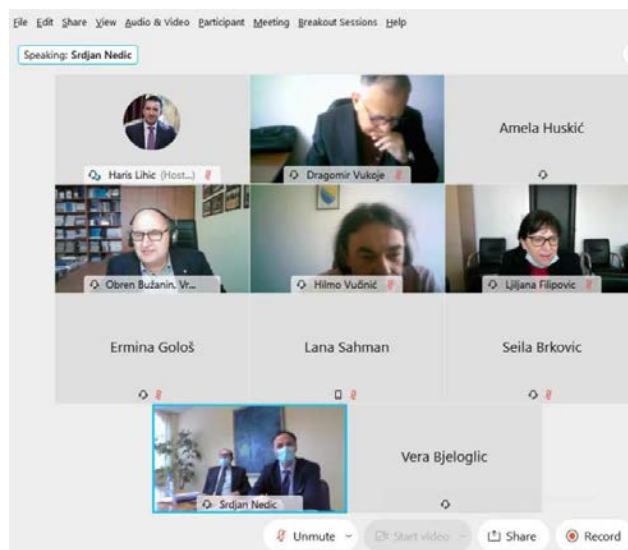 File Edit Share View Audio & Video Participant Meeting Breakout Sessions Help
Speaking: Srdjan Nedic
Haris Lihic (Host...)
Dragomir Vukoje
Amela Huskić
Obren Bužanin. Vr...
Hilmo Vučinić
Ljiljana Filipovic
Ermina Gološ
Lana Sahman
Seila Brkovic
Srdjan Nedic
Vera Bjeloglic
Unmute
Start video
Share
Record